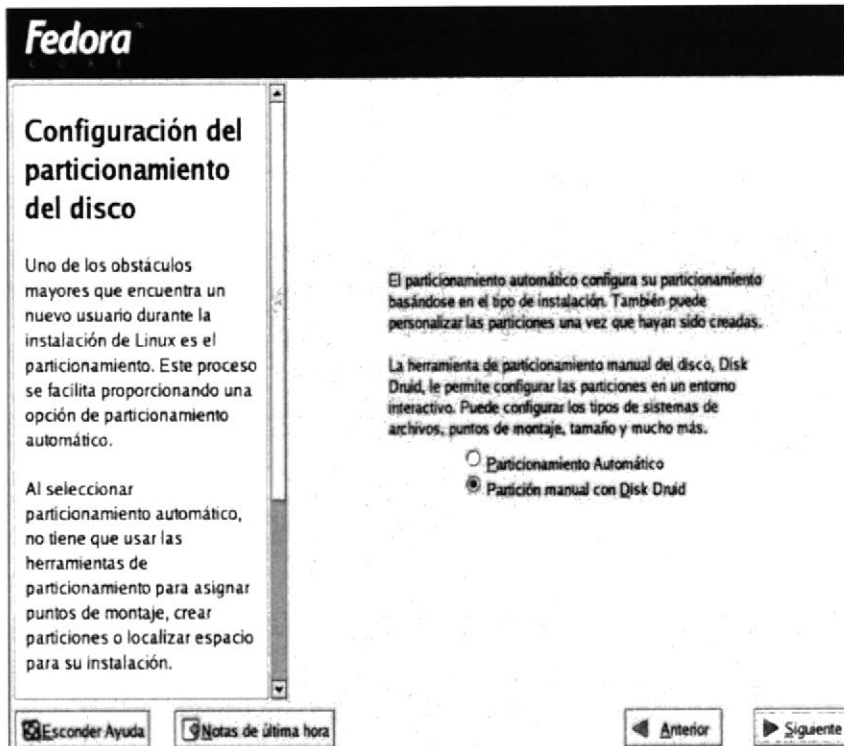 Fedora
CORE
Configuración del
particionamiento
del disco
Uno de los obstáculos
mayores que encuentra un
nuevo usuario durante la
instalación de Linux es el
particionamiento. Este proceso
se facilita proporcionando una
opción de particionamiento
automático.
Al seleccionar
particionamiento automático,
no tiene que usar las
herramientas de
particionamiento para asignar
puntos de montaje, crear
particiones o localizar espacio
para su instalación.
El particionamiento automático configura su particionamiento
basándose en el tipo de instalación. También puede
personalizar las particiones una vez que hayan sido creadas.
La herramienta de particionamiento manual del disco, Disk
Druid, le permite configurar las particiones en un entorno
interactivo. Puede configurar los tipos de sistemas de
archivos, puntos de montaje, tamaño y mucho más.
Particionamiento Automático
Partición manual con Disk Druid
Esconder Ayuda
Notas de última hora
Anterior
Siguiente